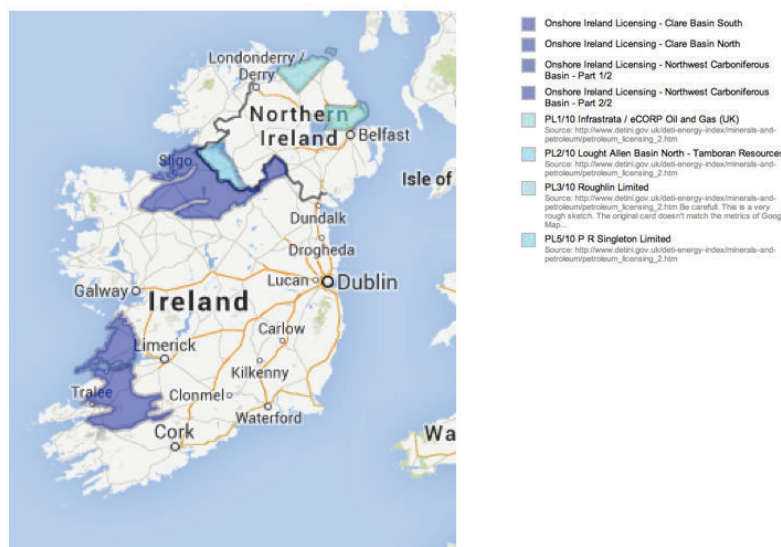 Londonderry /
Derry
Northern
Ireland
Belfast
Sligo
Isle of
Dundalk
Drogheda
Lucan
Dublin
Galway
Ireland
Carlow
Limerick
Kilkenny
Tralee
Clonmel
Waterford
Cork
Wa
Onshore Ireland Licensing - Clare Basin South
Onshore Ireland Licensing - Clare Basin North
Onshore Ireland Licensing - Northwest Carboniferous
Basin - Part 1/2
Onshore Ireland Licensing - Northwest Carboniferous
Basin - Part 2/2
PL1/10 Infrastrata / eCORP Oil and Gas (UK)
Source: http://www.detini.gov.uk/deti-energy-index/minerals-and-
petroleum/petroleum_licensing_2.htm
PL2/10 Lought Allen Basin North - Tamboran Resources
Source: http://www.detini.gov.uk/deti-energy-index/minerals-and-
petroleum/petroleum_licensing_2.htm
PL3/10 Roughlin Limited
Source: http://www.detini.gov.uk/deti-energy-index/minerals-and-
petroleum/petroleum_licensing_2.htm Be carefull. This is a very
rough sketch. The original card doesn't match the metrics of Goog
Map...
PL5/10 P R Singleton Limited
Source: http://www.detini.gov.uk/deti-energy-index/minerals-and-
petroleum/petroleum_licensing_2.htm